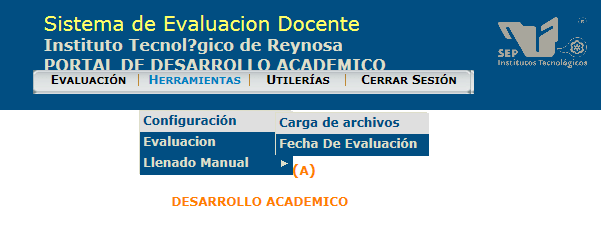 Sistema de Evaluacion Docente
Instituto Tecnol?gico de Reynosa
PORTAL DE DESARROLLO ACADEMICO
SEP
Institutos Tecnológicos
EVALUACIÓN HERRAMIENTAS UTILERÍAS CERRAR SESIÓN
Configuración
Carga de archivos
Evaluacion
Fecha De Evaluación
Llenado Manual
(A)
DESARROLLO ACADEMICO